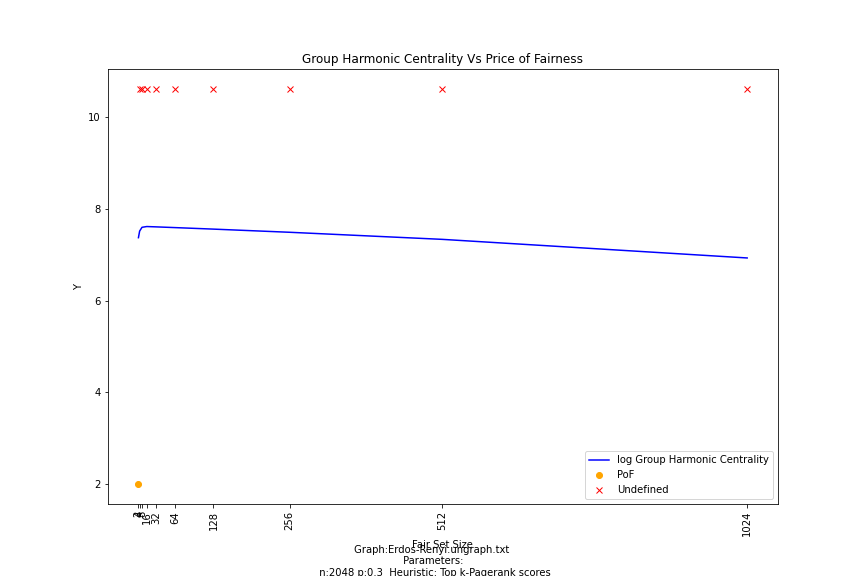 Group Harmonic Centrality Vs Price of Fairness
10
8
6
4
2
Y
log Group Harmonic Centrality
PoF
Undefined
16
32
64
128
256
512
1024
Fair Set Size
Graph:Erdos-Renyi.ungraph.txt
Parameters:
n:2048 p:0.3 Heuristic: Top k-Pagerank scores